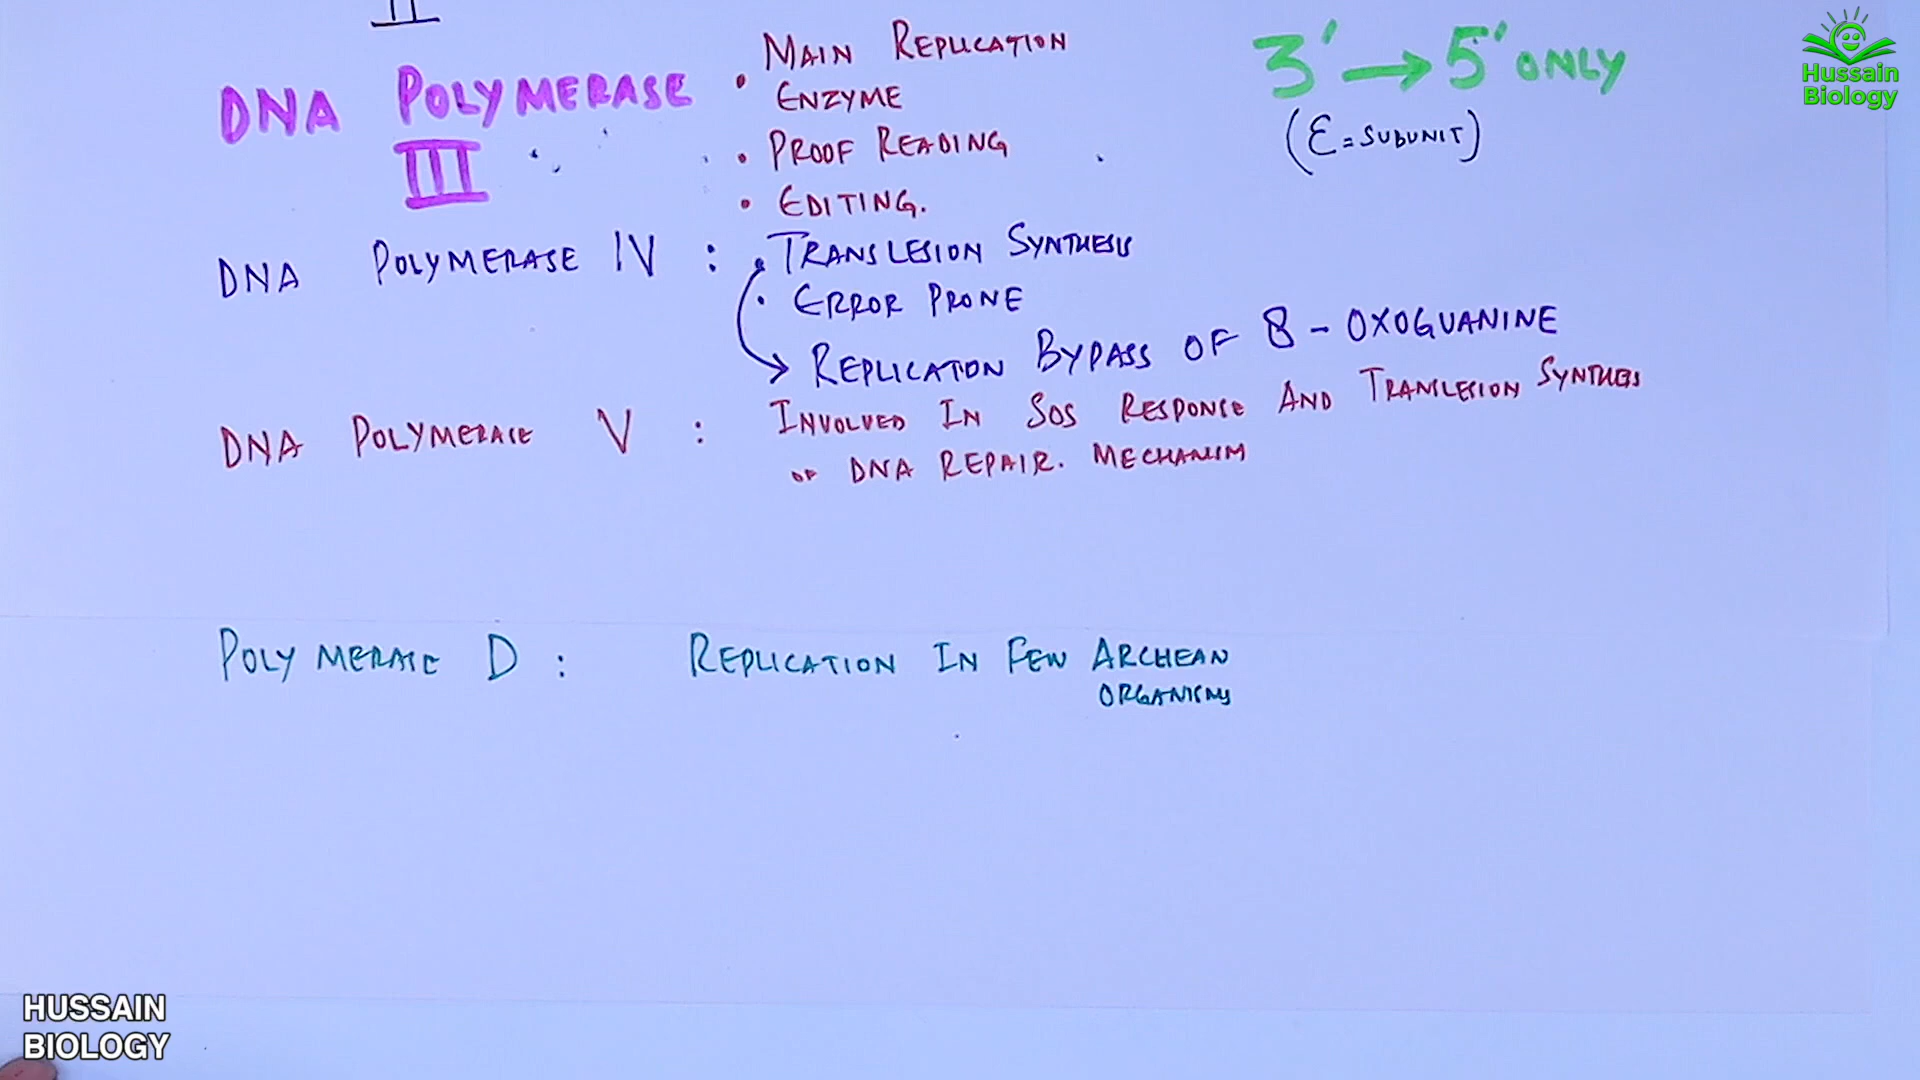 II
DNA POLYMERASE
III
• MAIN REPLICATION
ENZYME
• PROOF READING
• EDITING.
3' → 5' ONLY
(ε = SUBUNIT)
DNA POLYMERASE IV : • TRANSLESION SYNTHESIS
• ERROR PRONE
→ REPLICATON BYPASS OF 8 - OXOGUANINE
DNA POLYMERASE V : INVOLVED IN SOS RESPONSE AND TRANSLESION SYNTHESIS
OF DNA REPAIR. MECHANISM
POLYMERASE D : REPLICATION IN FEW ARCHEAN
ORGANISMS
Hussain
Biology
HUSSAIN
BIOLOGY